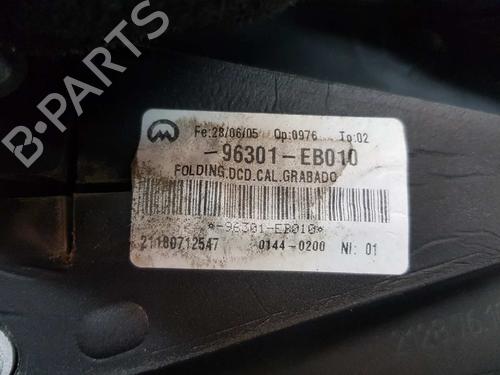 Fe:28/06/05 Op:0976 To:02
-96301-EB010
FOLDING.DCD.CAL.GRABADO
*-96301-EB010*
21180712547 0144-0200 NI: 01
B-PARTS